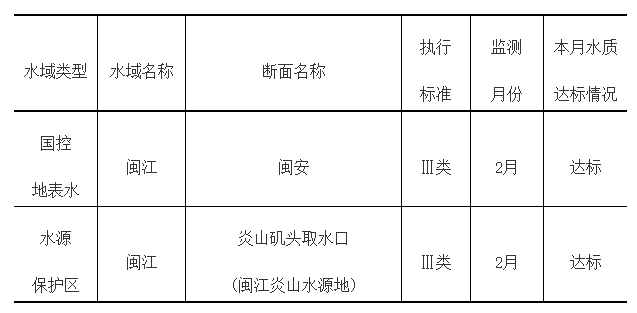 水域类型 水域名称 断面名称 执行标准 监测月份 本月水质达标情况
国控地表水 闽江 闽安 Ⅲ类 2月 达标
水源保护区 闽江 炎山矶头取水口(闽江炎山水源地) Ⅲ类 2月 达标